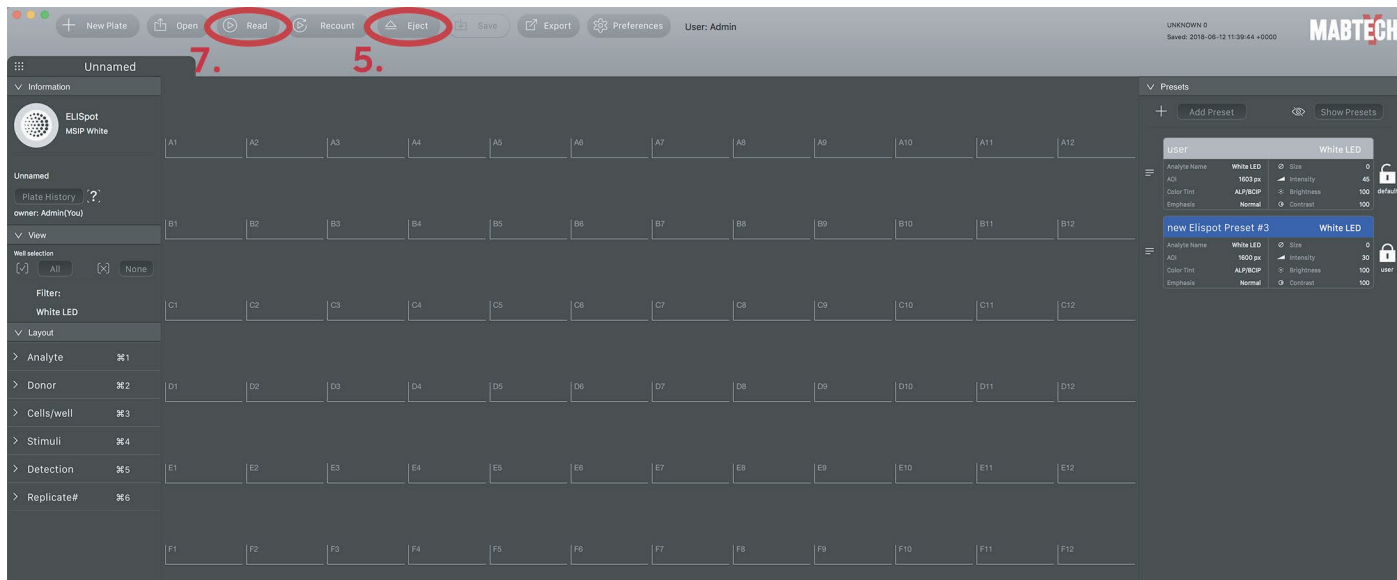 New Plate Open Read Recount Eject Save Export Preferences User: Admin
UNKNOWN 0
Saved: 2018-06-12 11:39:44 +0000
MABTECH
7. 5.
Unnamed
Information
ELISpot
MSIP White
Unnamed
Plate History [?]
owner: Admin(You)
View
Well selection
All None
Filter:
White LED
Layout
Analyte ⌘1
Donor ⌘2
Cells/well ⌘3
Stimuli ⌘4
Detection ⌘5
Replicate# ⌘6
A1 A2 A3 A4 A5 A6 A7 A8 A9 A10 A11 A12
B1 B2 B3 B4 B5 B6 B7 B8 B9 B10 B11 B12
C1 C2 C3 C4 C5 C6 C7 C8 C9 C10 C11 C12
D1 D2 D3 D4 D5 D6 D7 D8 D9 D10 D11 D12
E1 E2 E3 E4 E5 E6 E7 E8 E9 E10 E11 E12
F1 F2 F3 F4 F5 F6 F7 F8 F9 F10 F11 F12
Presets
Add Preset Show Presets
user White LED
Analyte Name White LED Size 0
AOI 1603 px Intensity 45
Color Tint ALP/BCIP Brightness 100
Emphasis Normal Contrast 100
default
new Elispot Preset #3 White LED
Analyte Name White LED Size 0
AOI 1600 px Intensity 30
Color Tint ALP/BCIP Brightness 100
Emphasis Normal Contrast 100
user